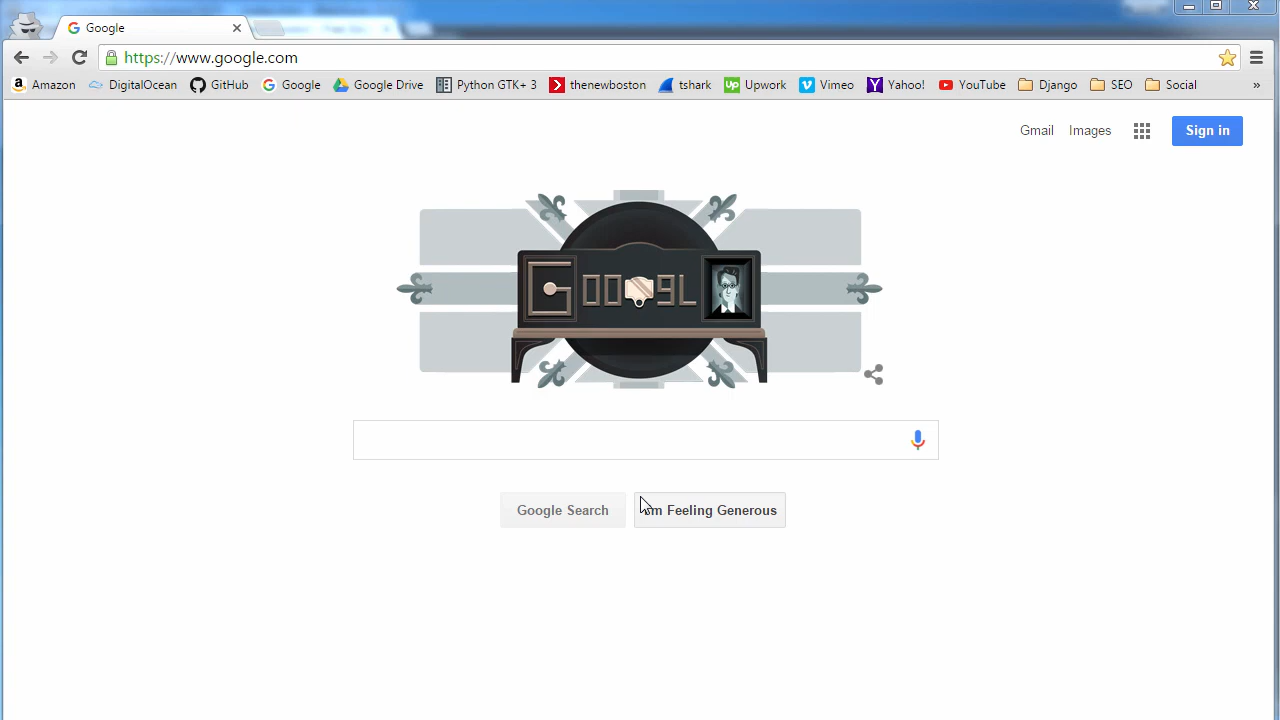 Google
https://www.google.com
Amazon DigitalOcean GitHub Google Google Drive Python GTK+ 3 thenewboston tshark Upwork Vimeo Yahoo! YouTube Django SEO Social »
Gmail Images Sign in
Google Search I'm Feeling Generous